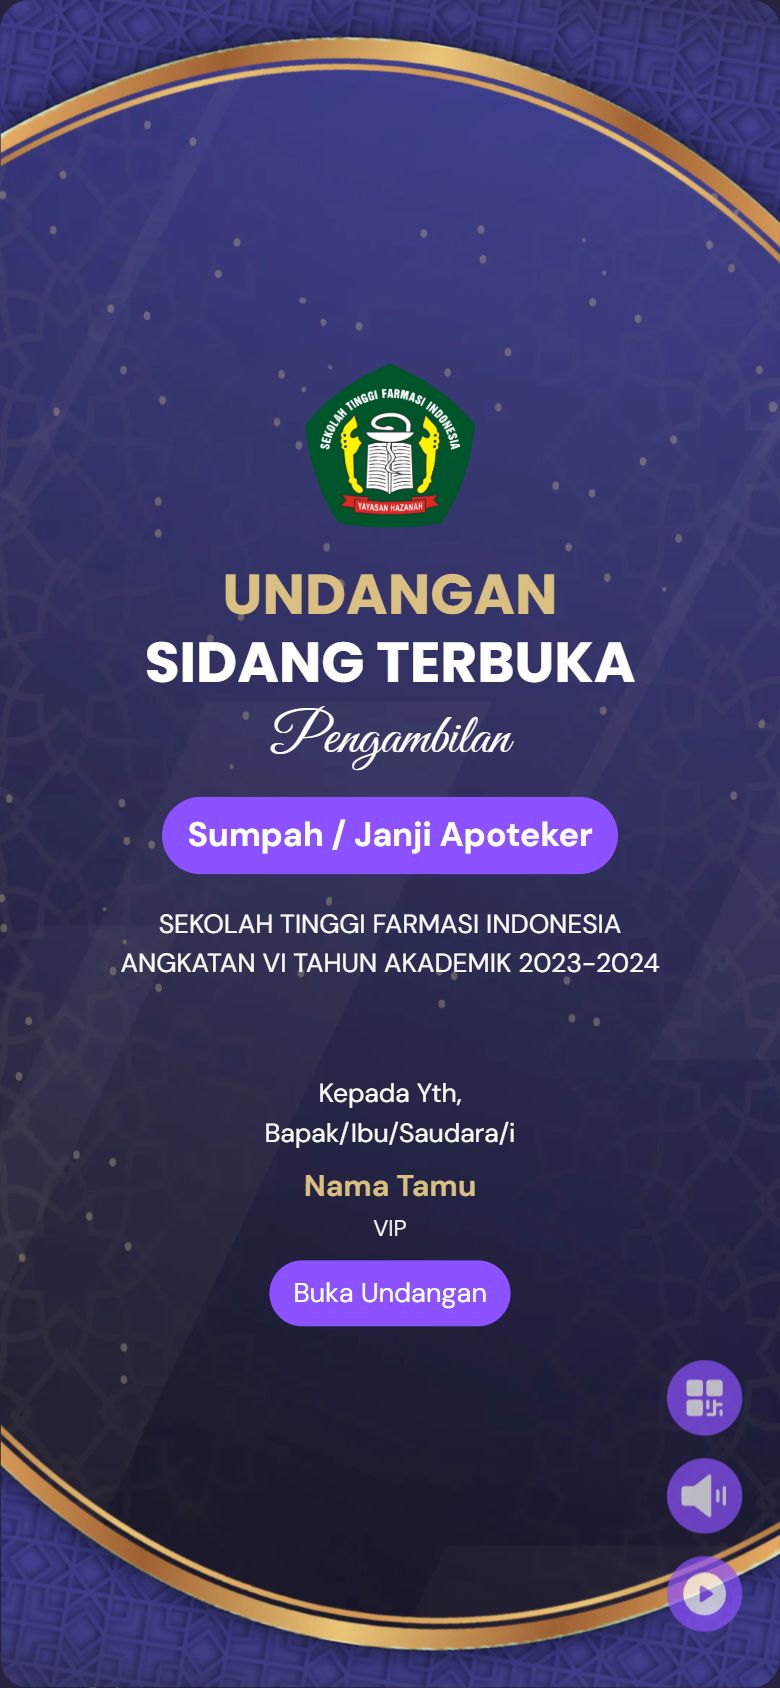 SEKOLAH TINGGI FARMASI INDONESIA
YAYASAN HAZANAH
UNDANGAN
SIDANG TERBUKA
Pengambilan
Sumpah / Janji Apoteker
SEKOLAH TINGGI FARMASI INDONESIA
ANGKATAN VI TAHUN AKADEMIK 2023-2024
Kepada Yth,
Bapak/Ibu/Saudara/i
Nama Tamu
VIP
Buka Undangan